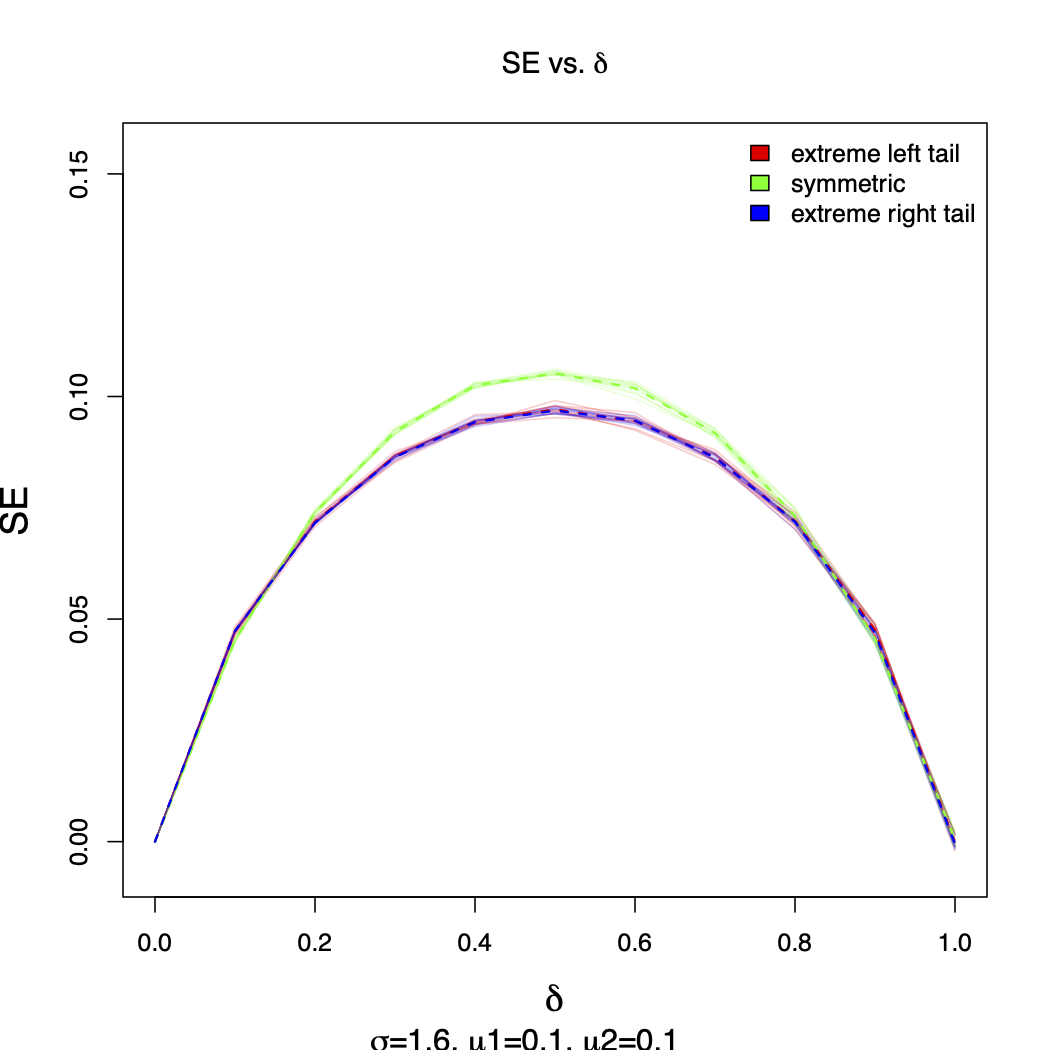 SE vs. δ
extreme left tail
symmetric
extreme right tail
0.15
0.10
0.05
0.00
SE
0.0 0.2 0.4 0.6 0.8 1.0
δ
σ=1.6, μ1=0.1, μ2=0.1